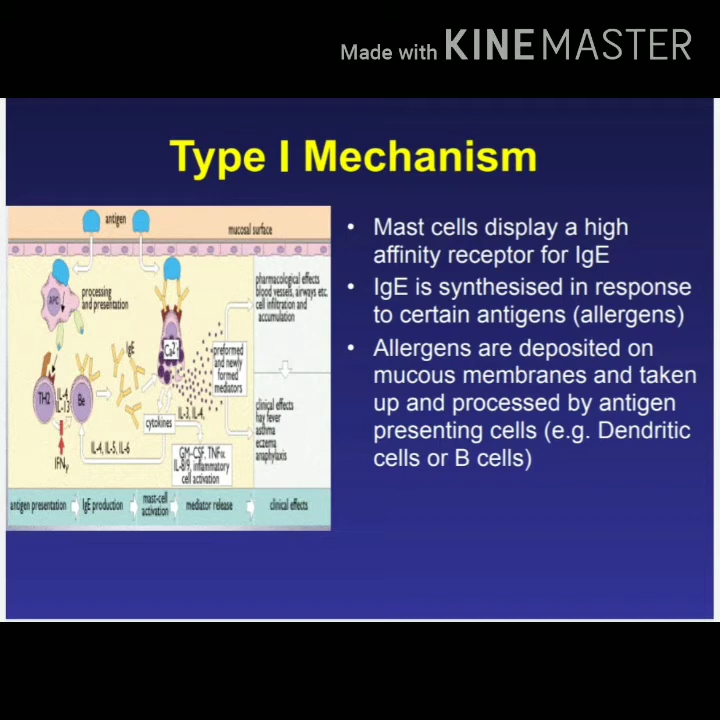 Made with KINEMASTER
Type I Mechanism
antigen
mucosal surface
APC
processing
and presentation
IgE
TH2
IL-4,
IL-13
IL-4, IL-5, IL-6
IFNγ
cytokines
IL-3, IL-4,
GM-CSF, TNFα
IL-8/9, inflammatory
cell activation
preformed
and newly
formed
mediators
pharmacological effects
blood vessels, airways etc.
cell infiltration and
accumulation
clinical effects
hay fever
asthma
eczema
anaphylaxis
antigen presentation
IgE production
mast-cell
activation
mediator release
clinical effects
• Mast cells display a high
affinity receptor for IgE
• IgE is synthesised in response
to certain antigens (allergens)
• Allergens are deposited on
mucous membranes and taken
up and processed by antigen
presenting cells (e.g. Dendritic
cells or B cells)